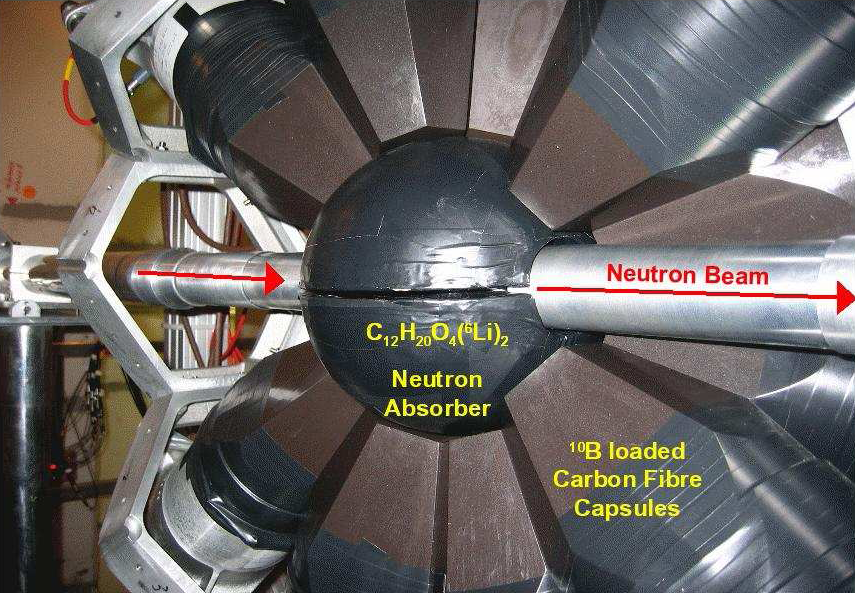 Neutron Beam
C₁₂H₂₀O₄(⁶Li)₂
Neutron
Absorber
¹⁰B loaded
Carbon Fibre
Capsules